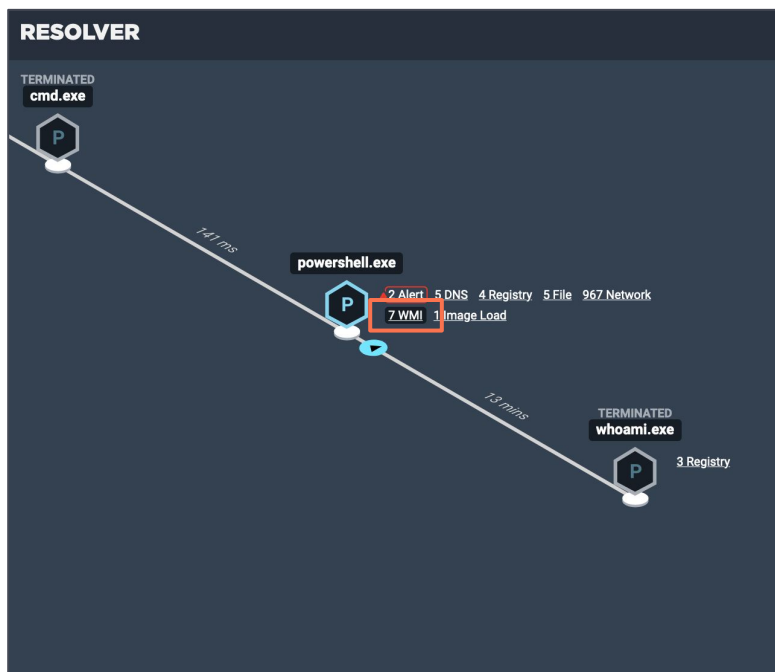 RESOLVER
TERMINATED
cmd.exe
P
141 ms
powershell.exe
P
2 Alert 5 DNS 4 Registry 5 File 967 Network
7 WMI 1 Image Load
13 mins
TERMINATED
whoami.exe
P
3 Registry